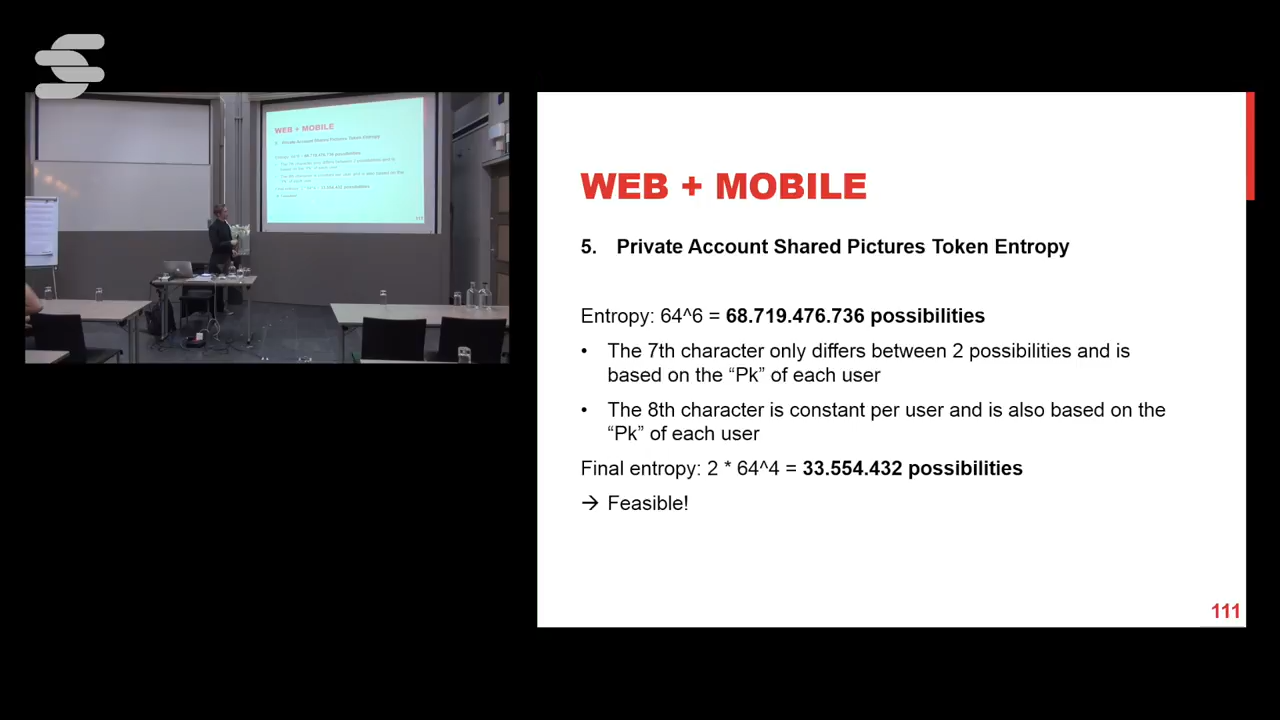 WEB + MOBILE
5. Private Account Shared Pictures Token Entropy
Entropy: 64^6 = 68.719.476.736 possibilities
• The 7th character only differs between 2 possibilities and is
based on the “Pk” of each user
• The 8th character is constant per user and is also based on the
“Pk” of each user
Final entropy: 2 * 64^4 = 33.554.432 possibilities
→ Feasible!
111
WEB + MOBILE